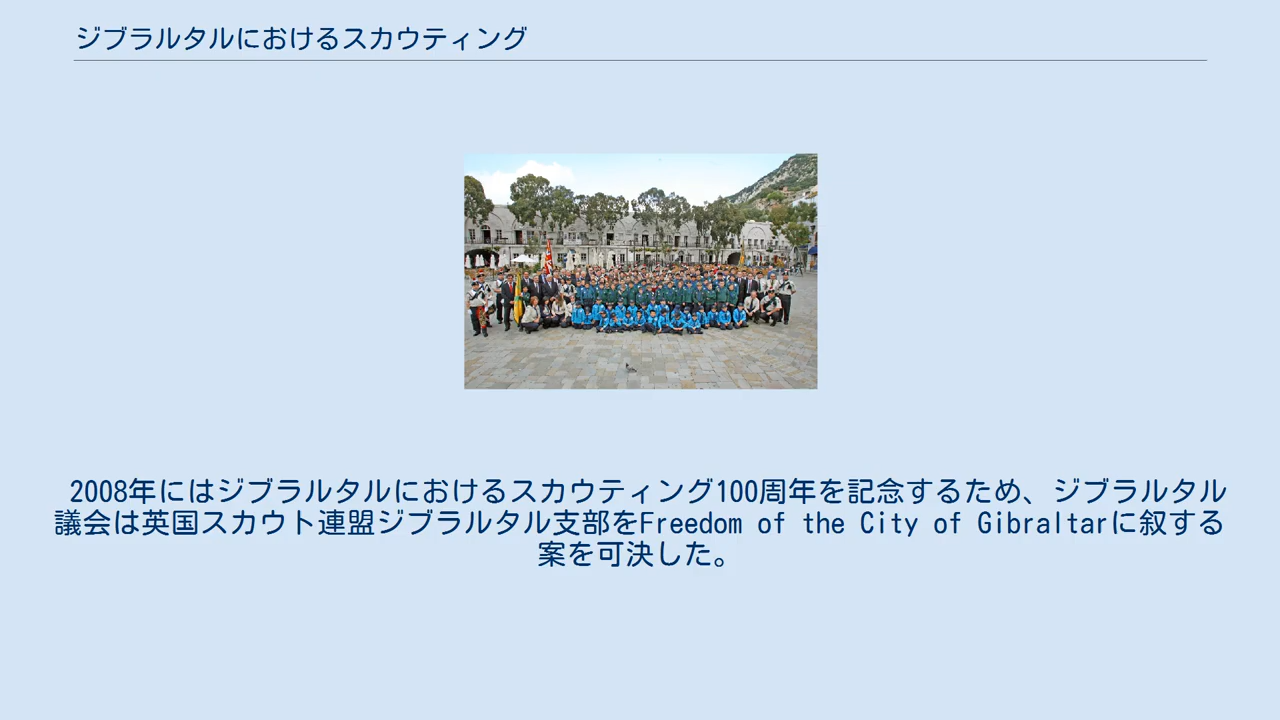 ジブラルタルにおけるスカウティング
2008年にはジブラルタルにおけるスカウティング100周年を記念するため、ジブラルタル
議会は英国スカウト連盟ジブラルタル支部をFreedom of the City of Gibraltarに叙する
案を可決した。